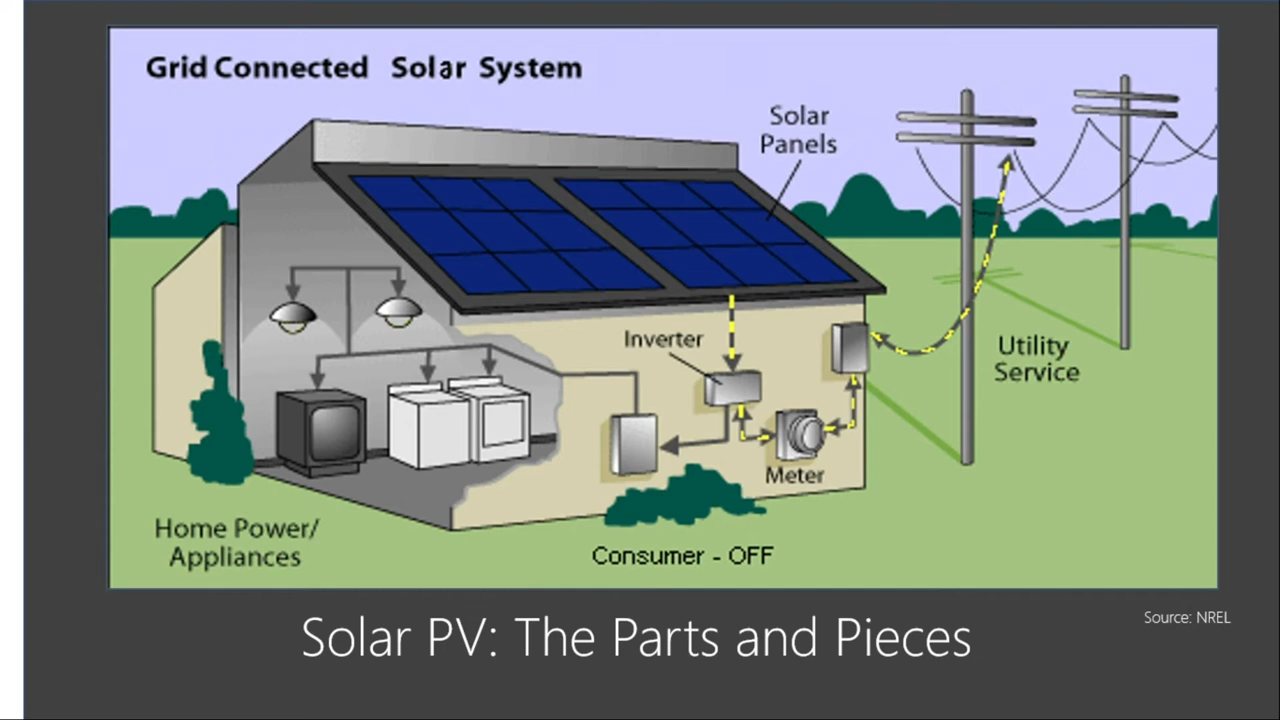 Grid Connected Solar System
Solar
Panels
Inverter
Utility
Service
Meter
Home Power/
Appliances
Consumer - OFF
Source: NREL
Solar PV: The Parts and Pieces